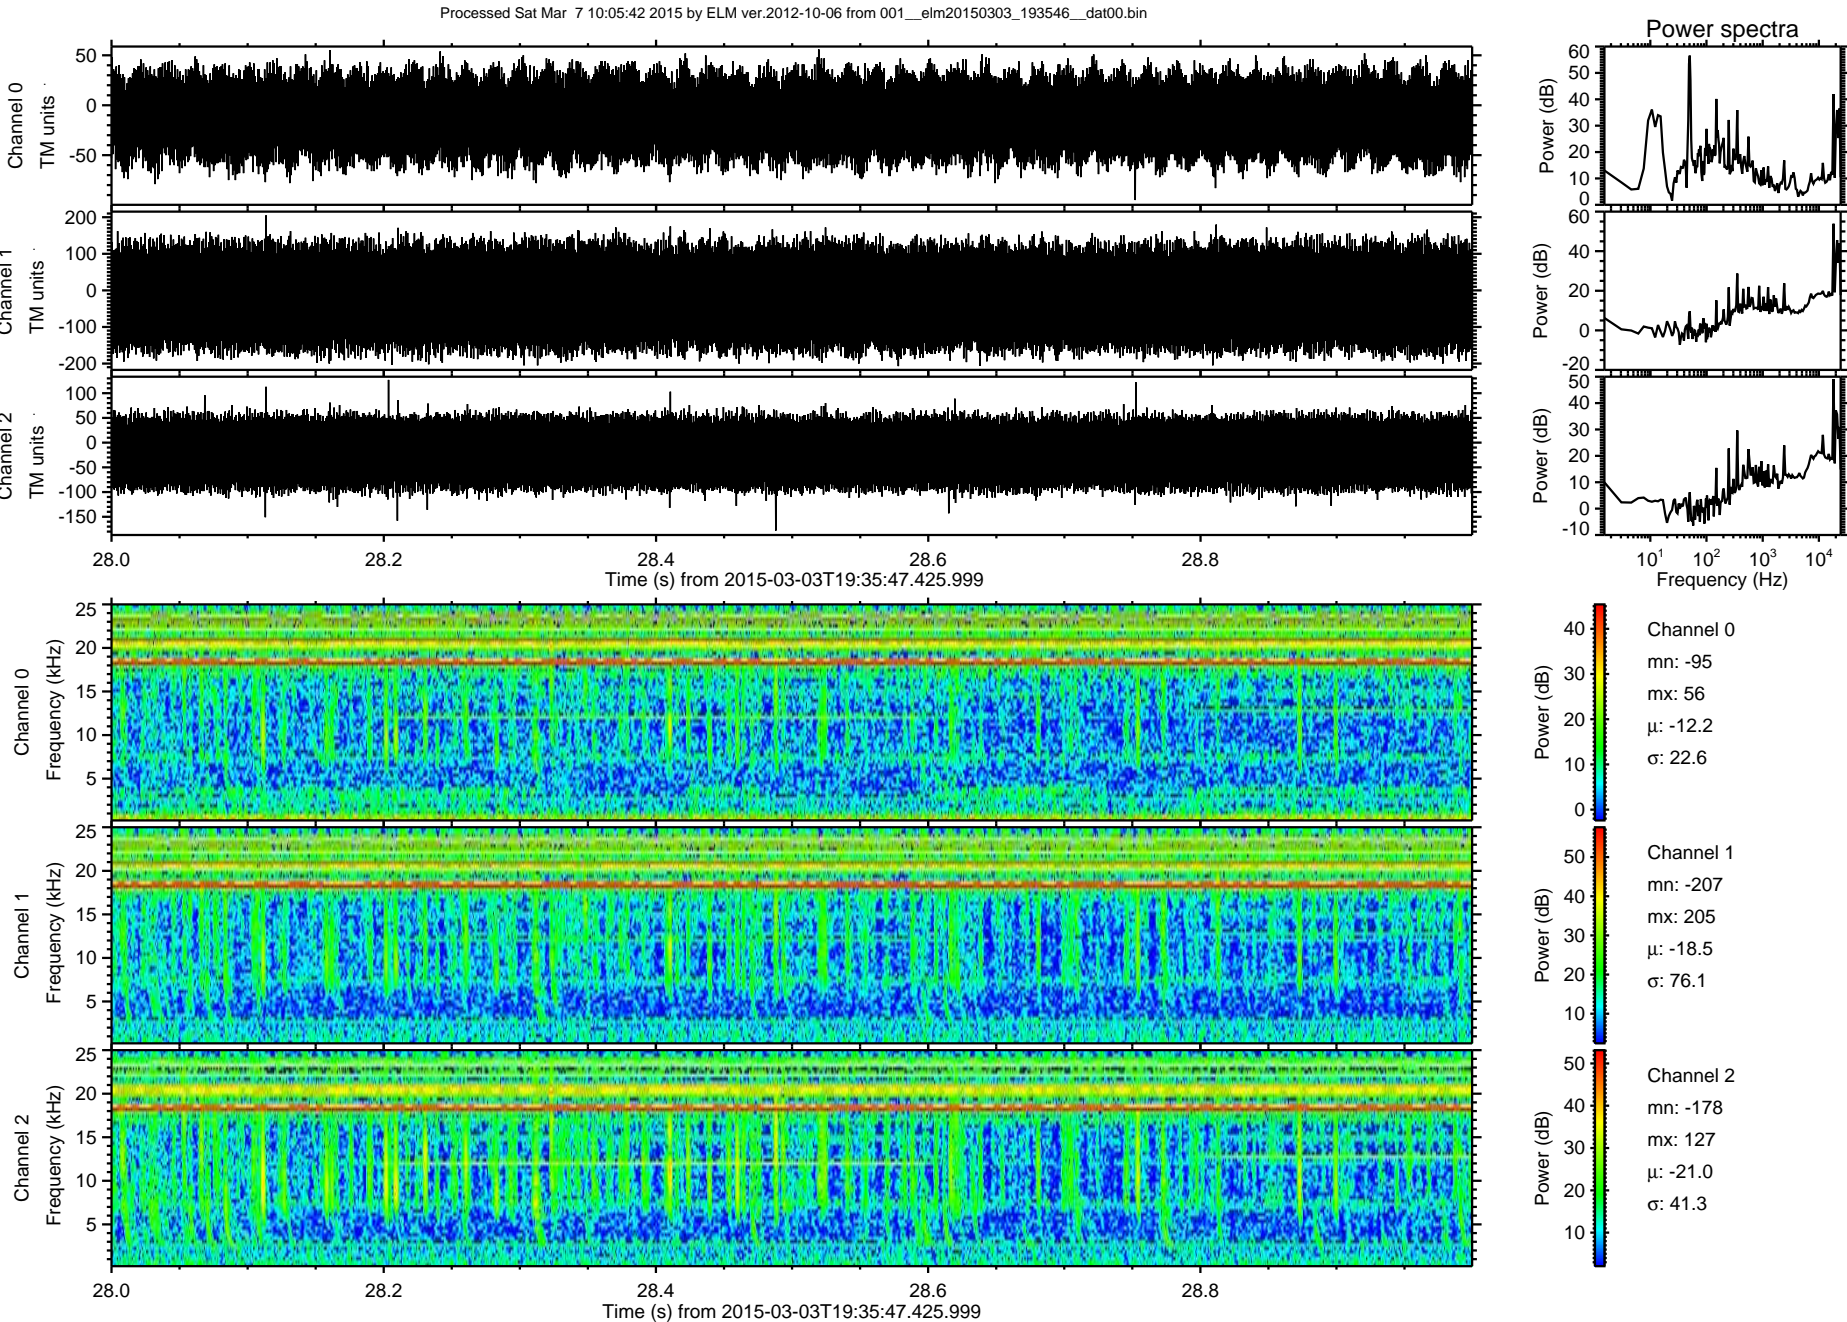 Processed Sat Mar 7 10:05:42 2015 by ELM ver.2012-10-06 from 001__elm20150303_193546__dat00.bin
Power spectra
Channel 0
TM units
50
0
-50
Power (dB)
60
50
40
30
20
10
0
Channel 1
TM units
200
100
0
-100
-200
Power (dB)
60
40
20
0
-20
Channel 2
TM units
100
50
0
-50
-100
-150
Power (dB)
50
40
30
20
10
0
-10
28.0 28.2 28.4 28.6 28.8
Time (s) from 2015-03-03T19:35:47.425.999
10¹ 10² 10³ 10⁴
Frequency (Hz)
Channel 0
Frequency (kHz)
25
20
15
10
5
Power (dB)
40
30
20
10
0
Channel 0
mn: -95
mx: 56
μ: -12.2
σ: 22.6
Channel 1
Frequency (kHz)
25
20
15
10
5
Power (dB)
50
40
30
20
10
Channel 1
mn: -207
mx: 205
μ: -18.5
σ: 76.1
Channel 2
Frequency (kHz)
25
20
15
10
5
Power (dB)
50
40
30
20
10
Channel 2
mn: -178
mx: 127
μ: -21.0
σ: 41.3
28.0 28.2 28.4 28.6 28.8
Time (s) from 2015-03-03T19:35:47.425.999